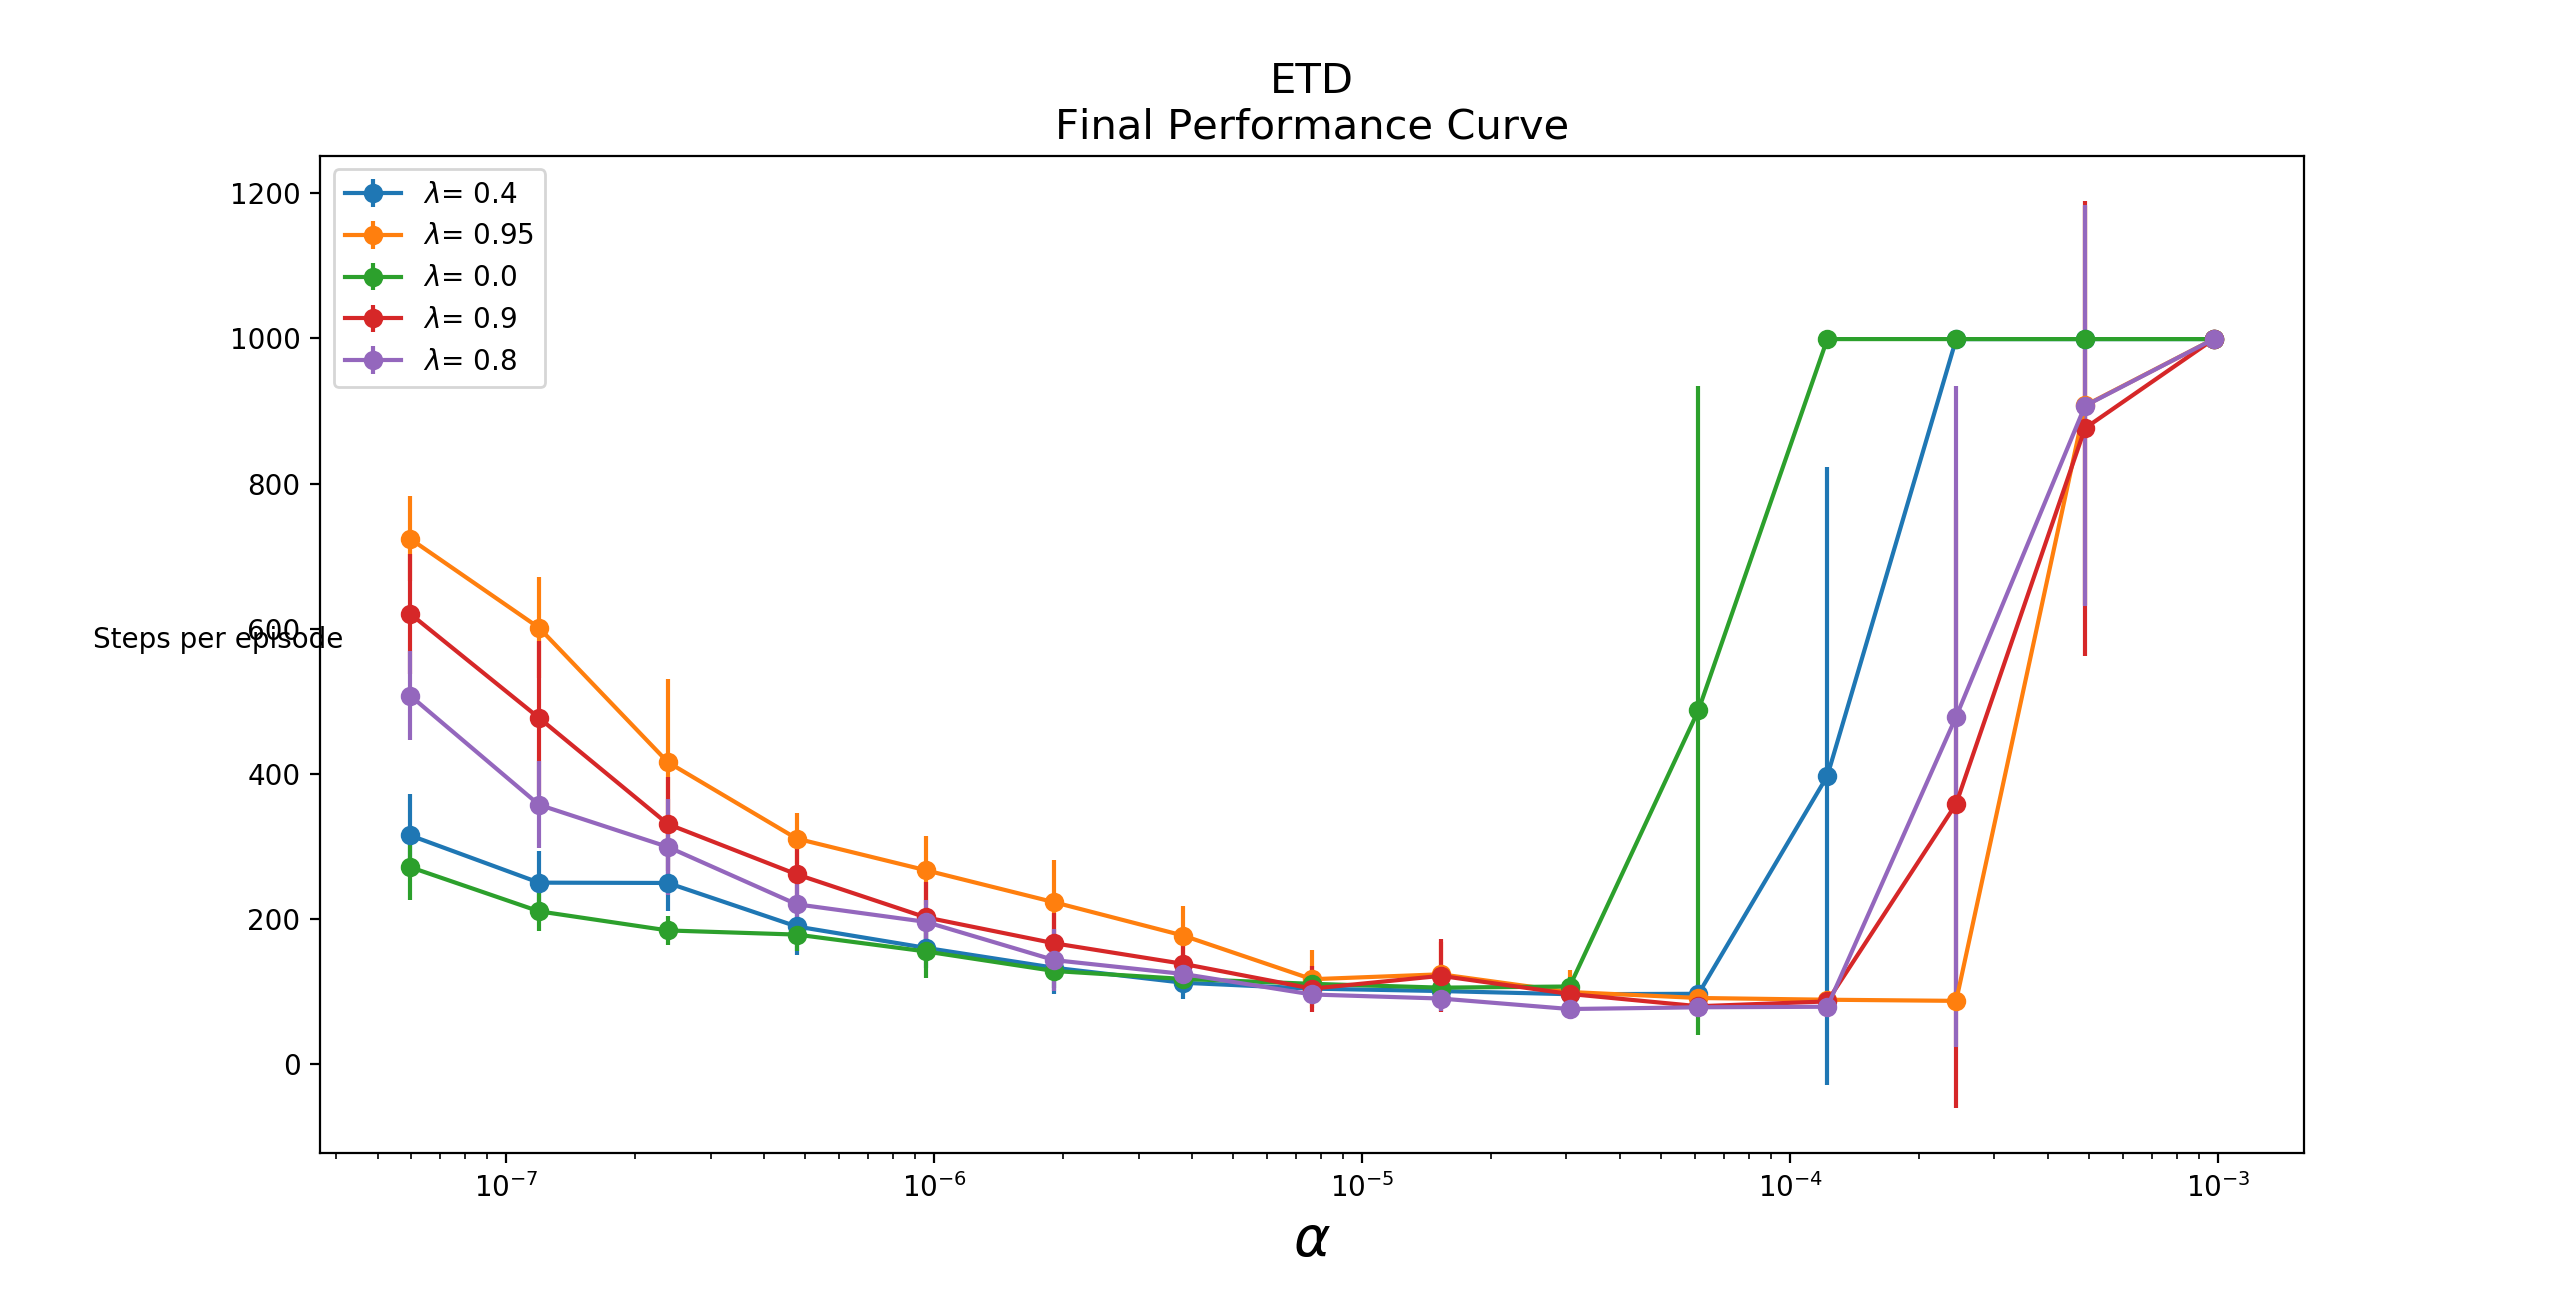 ETD
Final Performance Curve
λ= 0.4
λ= 0.95
λ= 0.0
λ= 0.9
λ= 0.8
1200
1000
800
600
400
200
0
Steps per episode
10⁻⁷ 10⁻⁶ 10⁻⁵ 10⁻⁴ 10⁻³
α